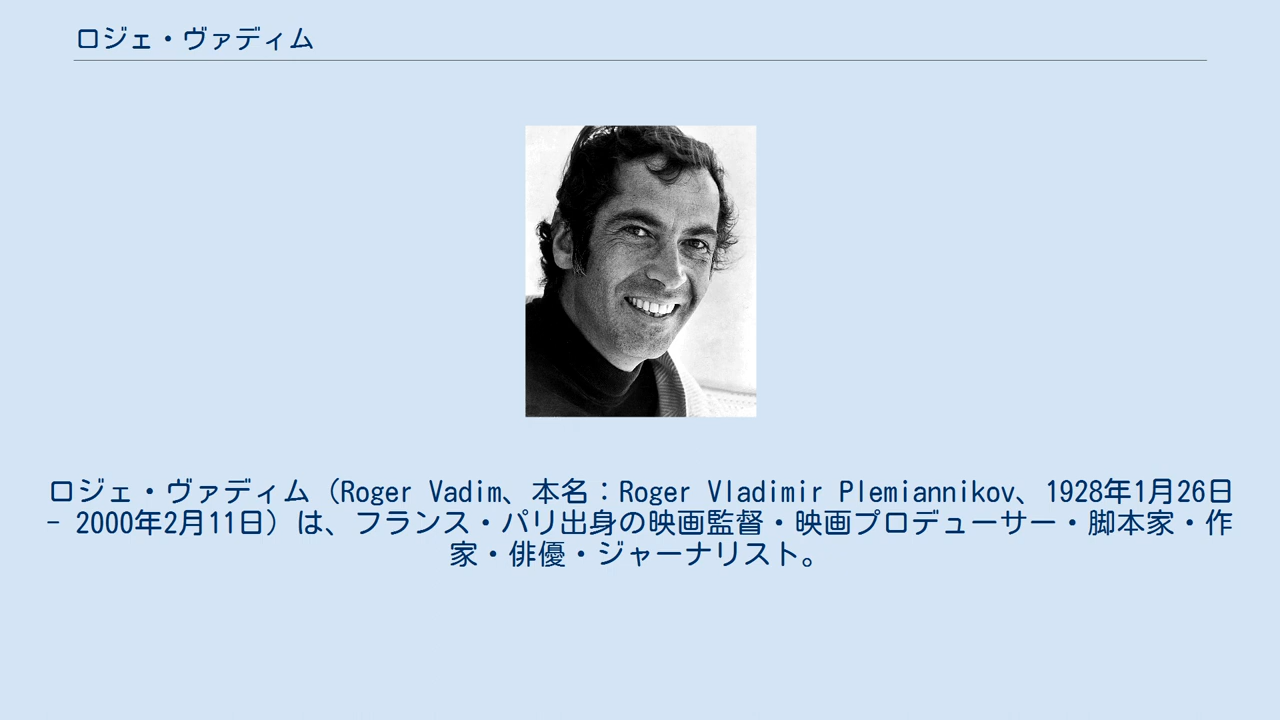 ロジェ・ヴァディム
ロジェ・ヴァディム（Roger Vadim、本名：Roger Vladimir Plemiannikov、1928年1月26日
- 2000年2月11日）は、フランス・パリ出身の映画監督・映画プロデューサー・脚本家・作
家・俳優・ジャーナリスト。